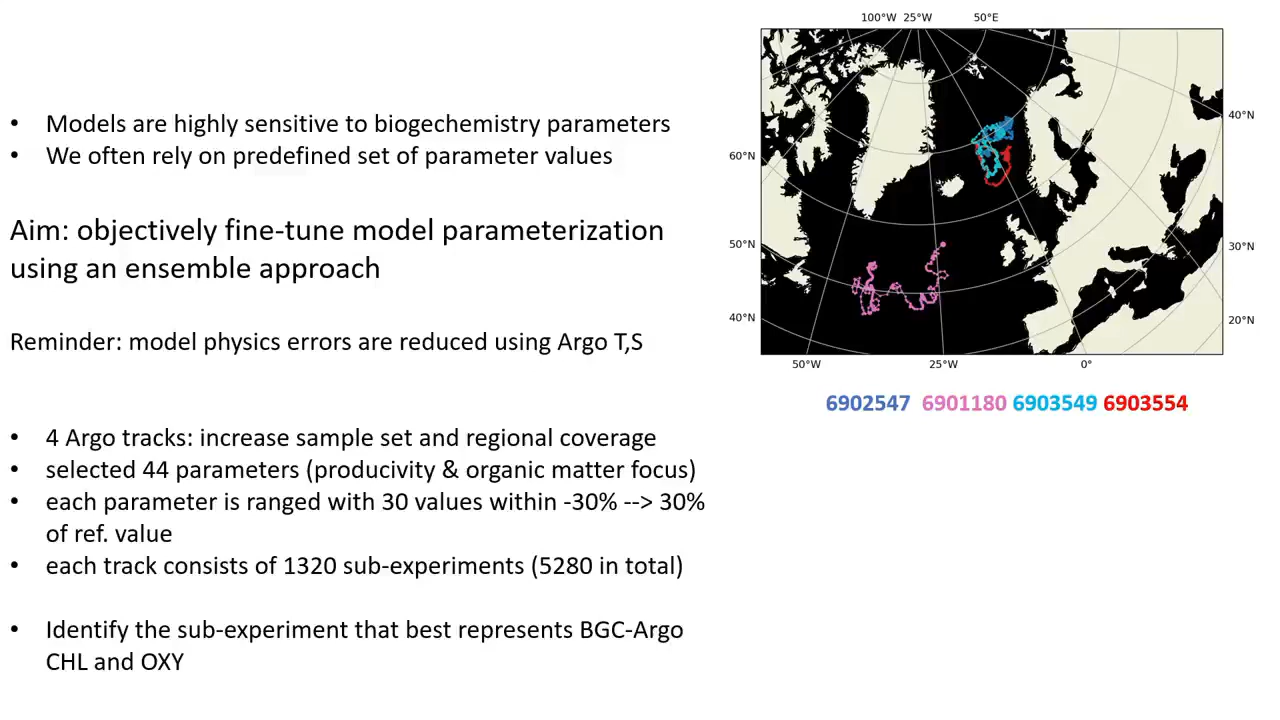 • Models are highly sensitive to biogechemistry parameters
• We often rely on predefined set of parameter values
Aim: objectively fine-tune model parameterization
using an ensemble approach
Reminder: model physics errors are reduced using Argo T,S
• 4 Argo tracks: increase sample set and regional coverage
• selected 44 parameters (producivity & organic matter focus)
• each parameter is ranged with 30 values within -30% --> 30%
of ref. value
• each track consists of 1320 sub-experiments (5280 in total)
• Identify the sub-experiment that best represents BGC-Argo
CHL and OXY
100°W 25°W 50°E
40°N
60°N
50°N
30°N
40°N
20°N
50°W 25°W 0°
6902547 6901180 6903549 6903554